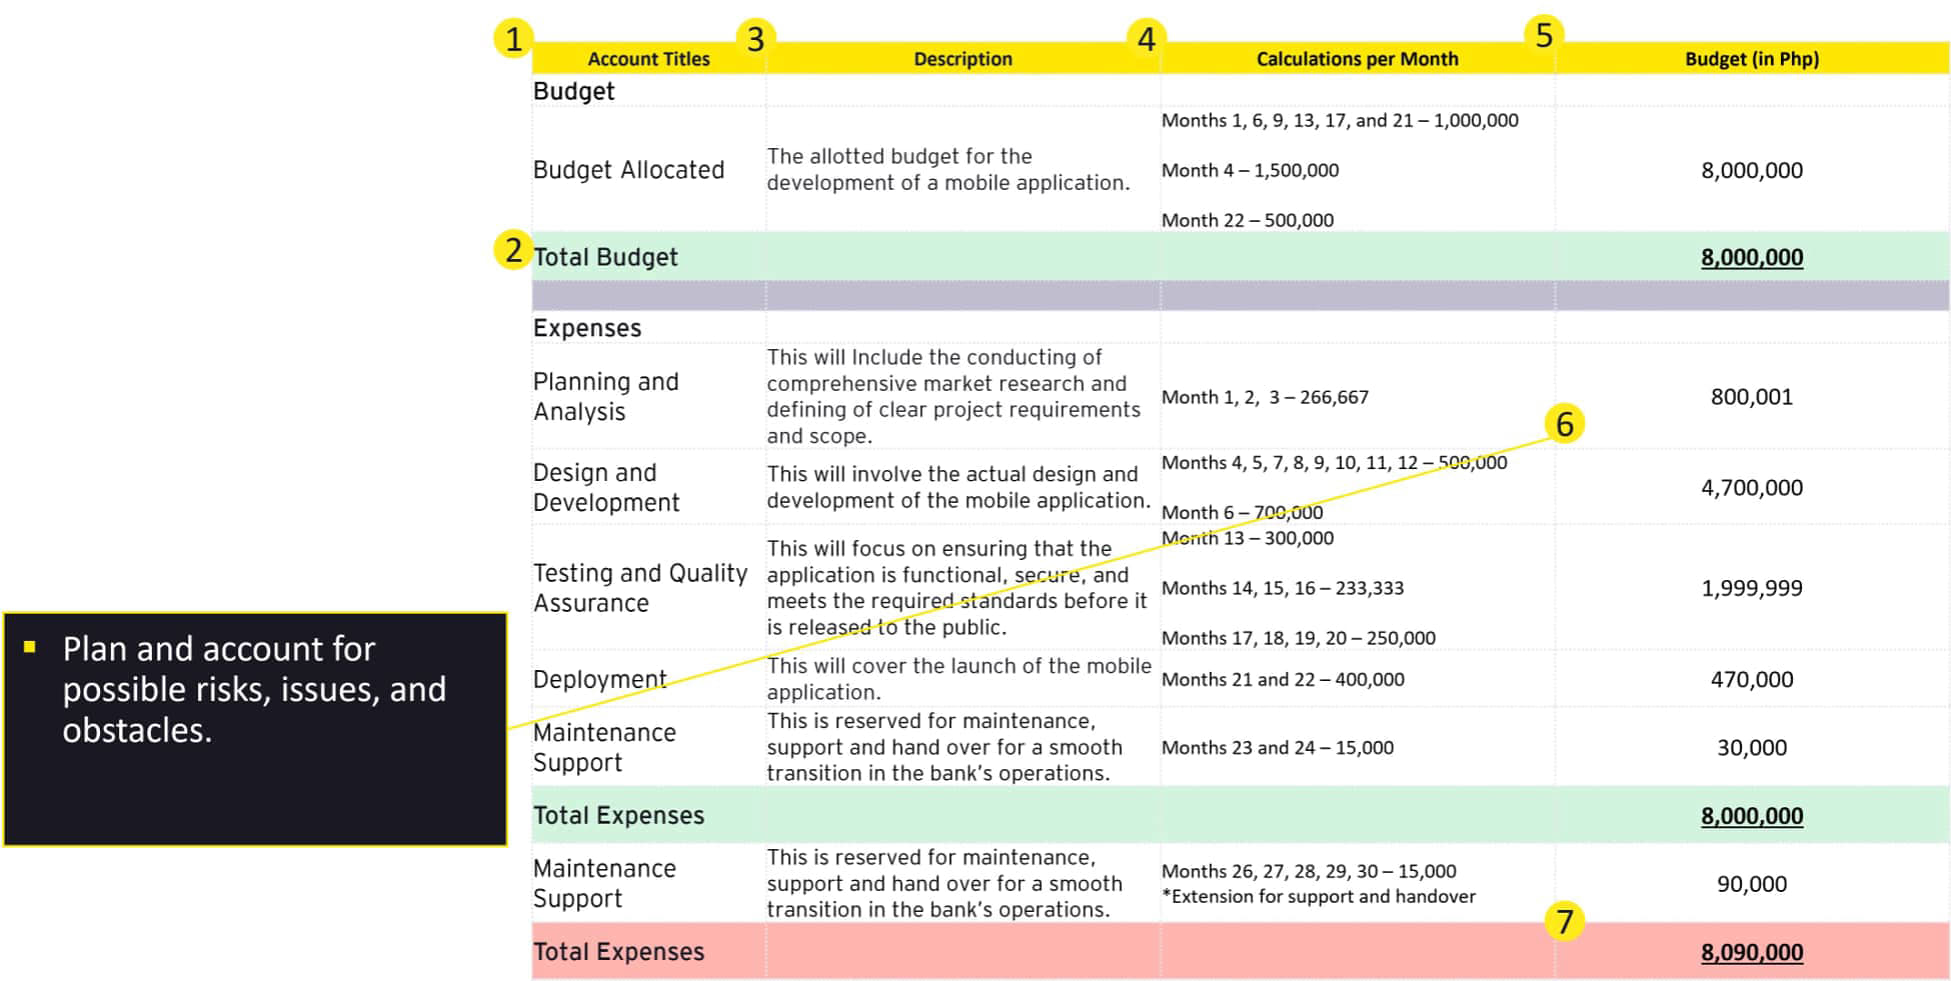 1
3
4
5
Account Titles
Description
Calculations per Month
Budget (in Php)
Budget
Budget Allocated
The allotted budget for the
development of a mobile application.
Months 1, 6, 9, 13, 17, and 21 – 1,000,000
Month 4 – 1,500,000
Month 22 – 500,000
8,000,000
2
Total Budget
8,000,000
Expenses
Planning and
Analysis
This will Include the conducting of
comprehensive market research and
defining of clear project requirements
and scope.
Month 1, 2,  3 – 266,667
800,001
6
Design and
Development
This will involve the actual design and
development of the mobile application.
Months 4, 5, 7, 8, 9, 10, 11, 12 – 500,000
Month 6 – 700,000
4,700,000
Testing and Quality
Assurance
This will focus on ensuring that the
application is functional, secure, and
meets the required standards before it
is released to the public.
Month 13 – 300,000
Months 14, 15, 16 – 233,333
Months 17, 18, 19, 20 – 250,000
1,999,999
Deployment
This will cover the launch of the mobile
application.
Months 21 and 22 – 400,000
470,000
Maintenance
Support
This is reserved for maintenance,
support and hand over for a smooth
transition in the bank’s operations.
Months 23 and 24 – 15,000
30,000
Total Expenses
8,000,000
Maintenance
Support
This is reserved for maintenance,
support and hand over for a smooth
transition in the bank’s operations.
Months 26, 27, 28, 29, 30 – 15,000
*Extension for support and handover
90,000
7
Total Expenses
8,090,000
▪ Plan and account for
possible risks, issues, and
obstacles.